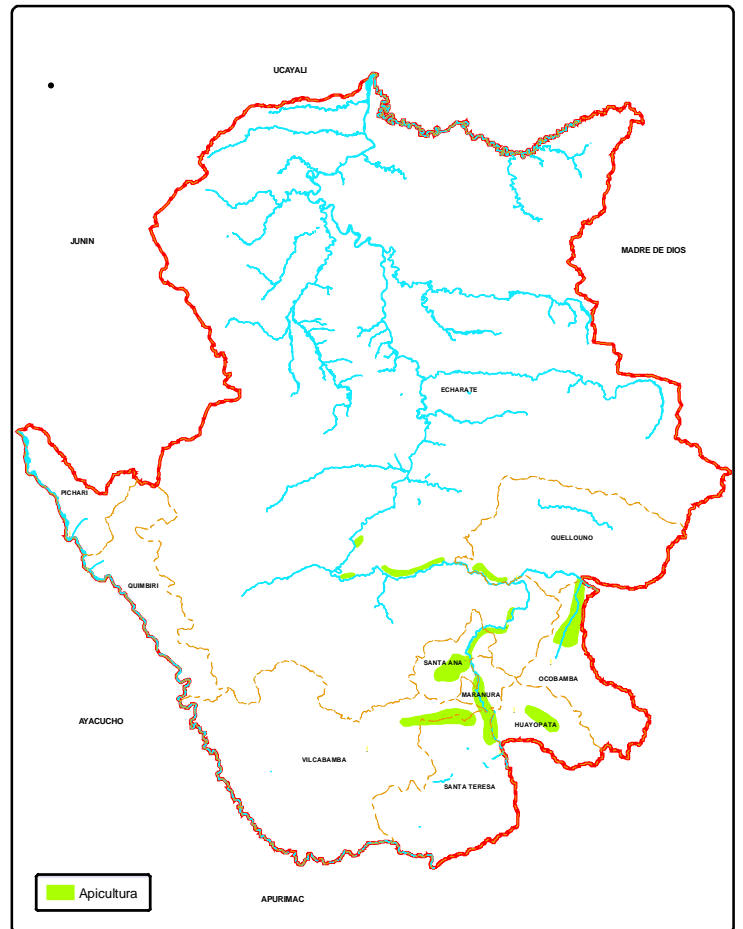 UCAYALI
JUNIN
MADRE DE DIOS
ECHARATE
PICHARI
QUELLOUNO
QUIMBIRI
SANTA ANA
OCOBAMBA
MARANURA
AYACUCHO
HUAYOPATA
VILCABAMBA
SANTA TERESA
Apicultura
APURIMAC